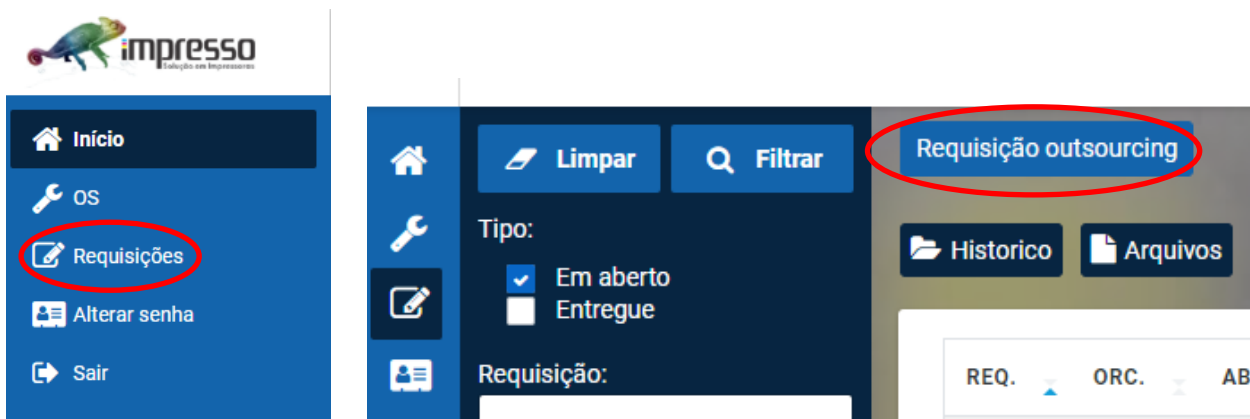 impresso
Solução em Impressoras
Início
OS
Requisições
Alterar senha
Sair
Limpar
Filtrar
Tipo:
Em aberto
Entregue
Requisição:
Requisição outsourcing
Historico
Arquivos
REQ.
ORC.
AB